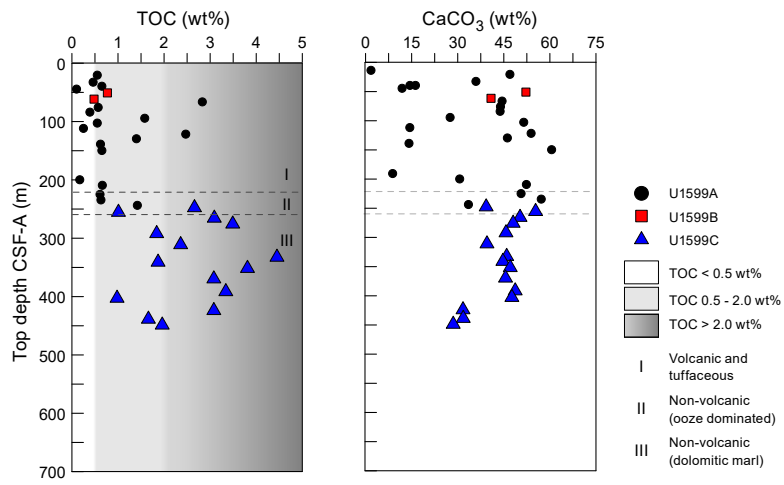 TOC (wt%)
0 1 2 3 4 5
CaCO3 (wt%)
0 15 30 45 60 75
Top depth CSF-A (m)
0
100
200
300
400
500
600
700
I
II
III
U1599A
U1599B
U1599C
TOC < 0.5 wt%
TOC 0.5 - 2.0 wt%
TOC > 2.0 wt%
I Volcanic and
tuffaceous
II Non-volcanic
(ooze dominated)
III Non-volcanic
(dolomitic marl)